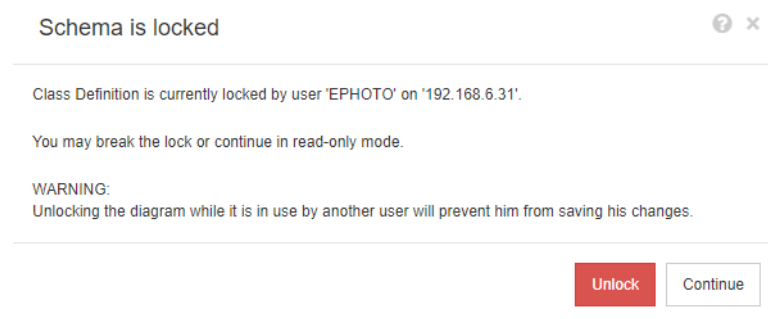 Schema is locked
Class Definition is currently locked by user 'EPHOTO' on '192.168.6.31'.
You may break the lock or continue in read-only mode.
WARNING:
Unlocking the diagram while it is in use by another user will prevent him from saving his changes.
Unlock
Continue